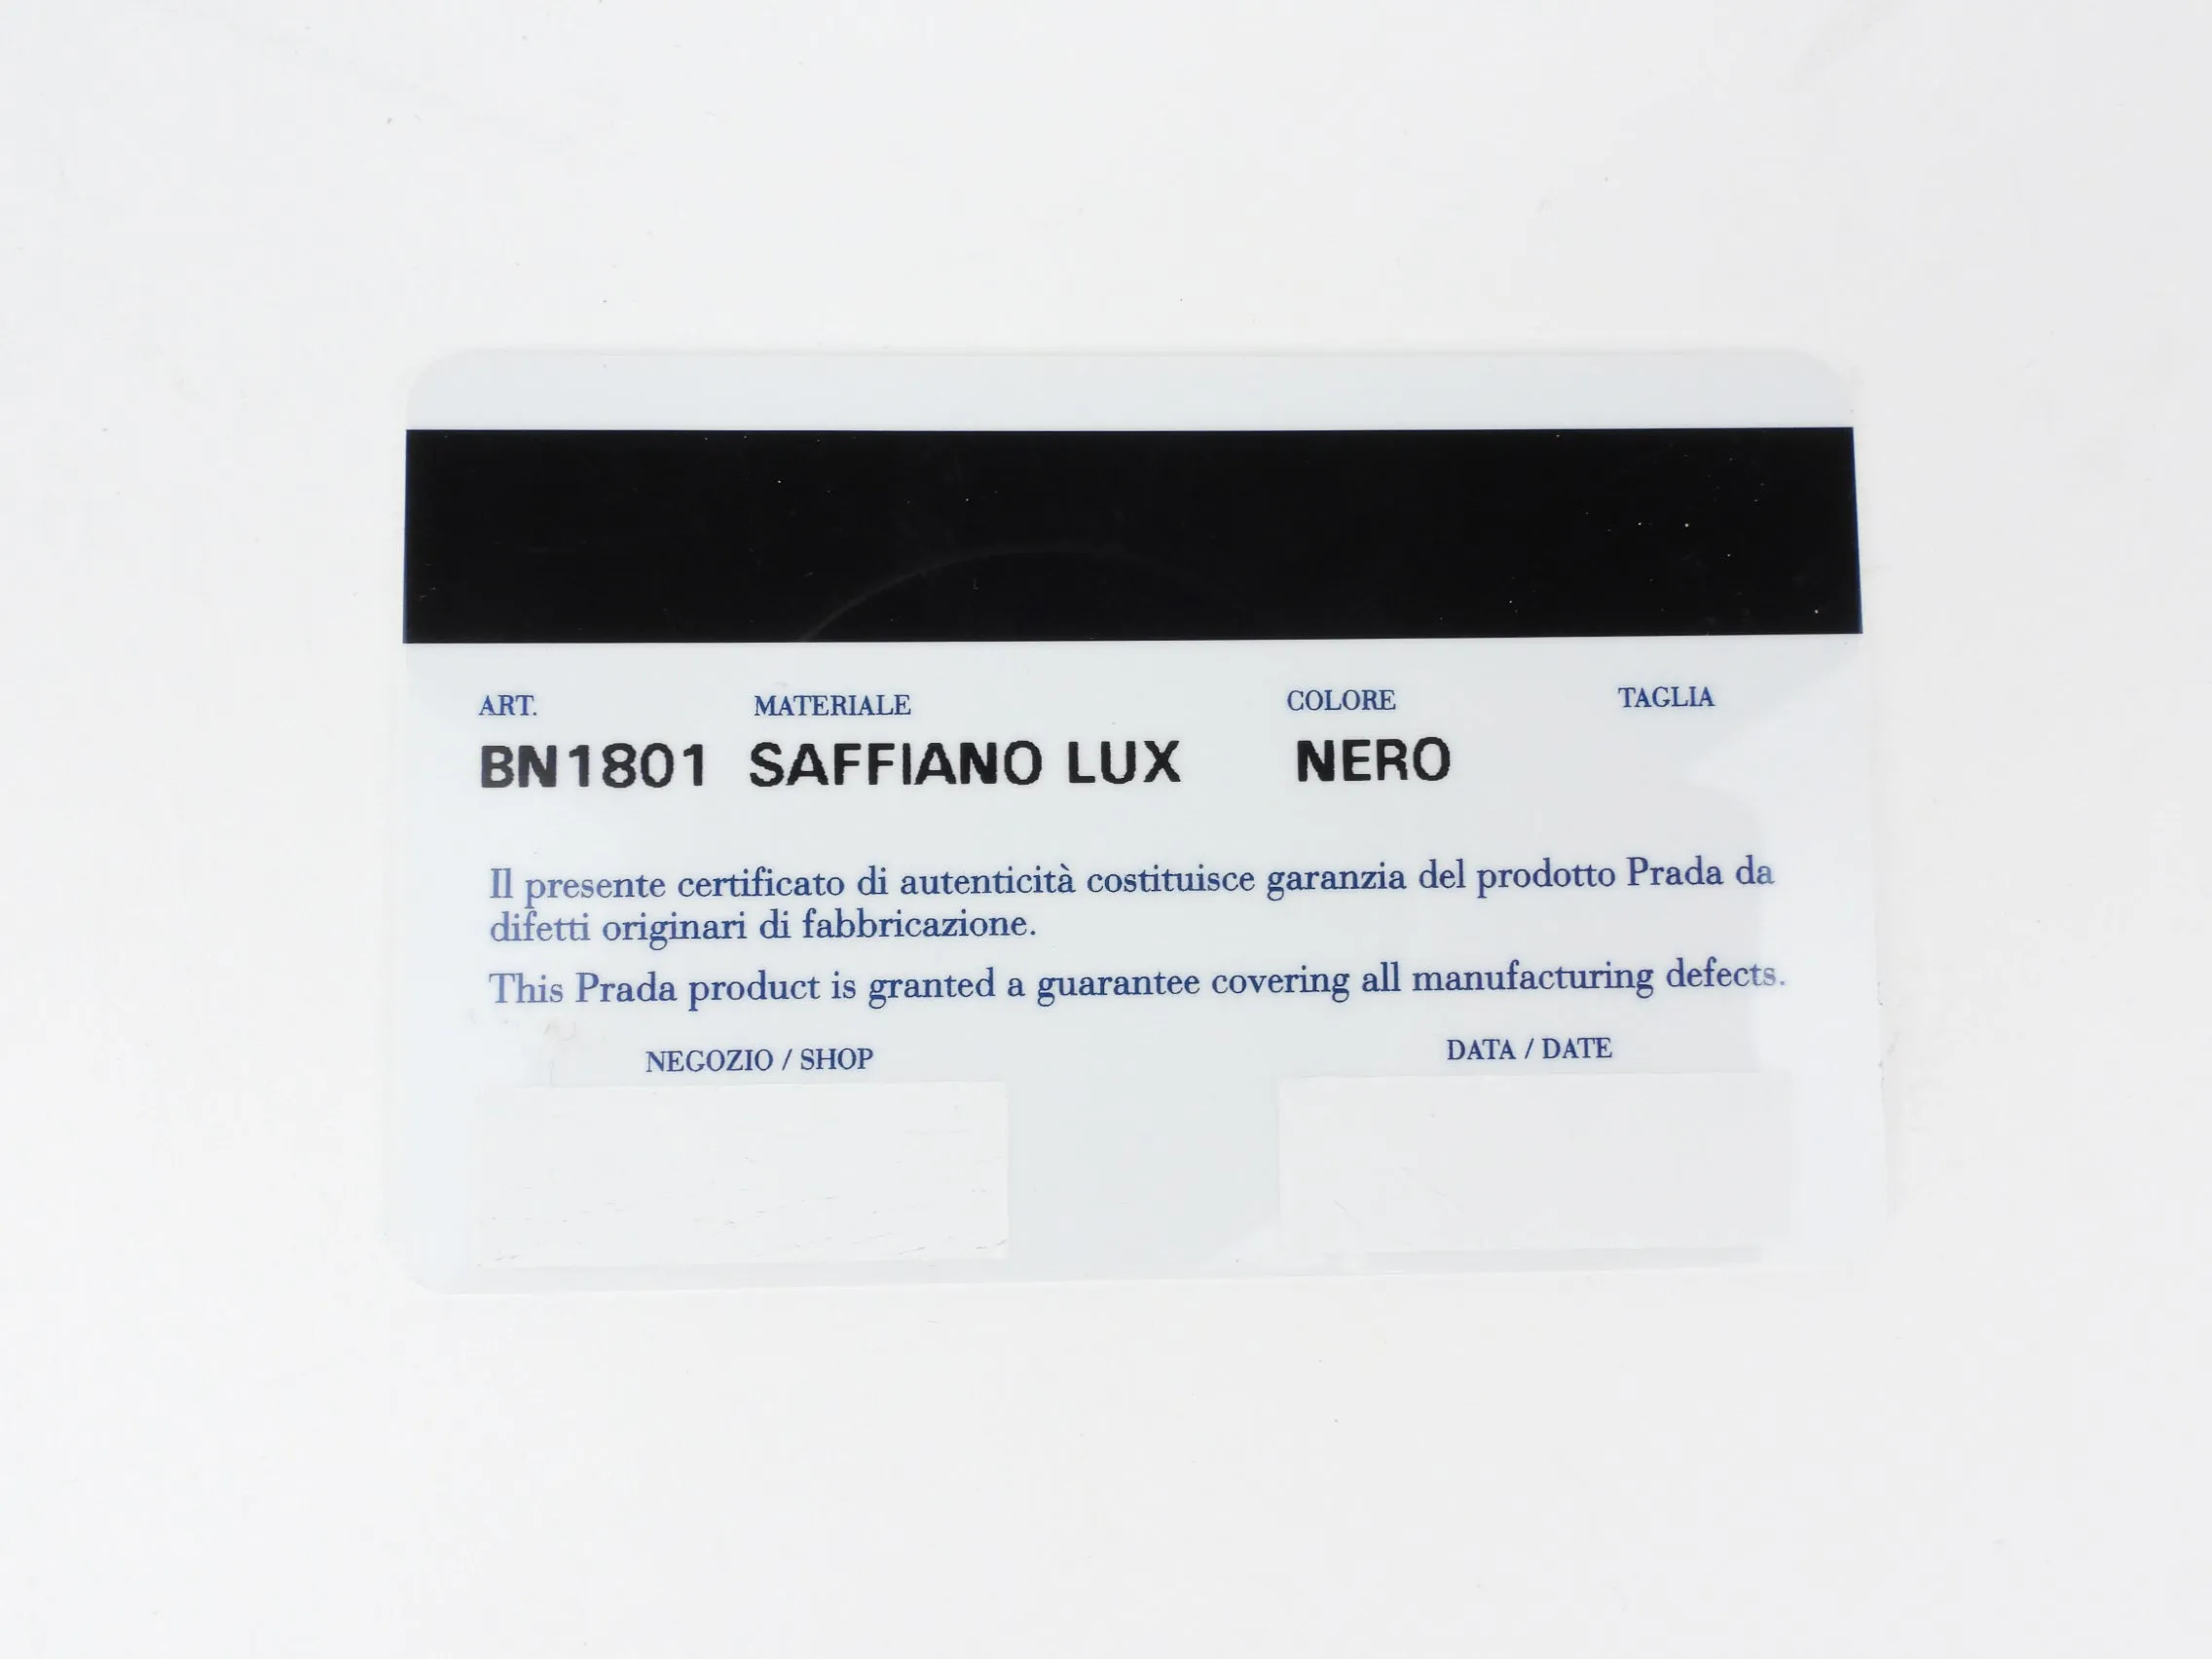 ART. MATERIALE COLORE TAGLIA
BN1801 SAFFIANO LUX NERO
Il presente certificato di autenticità costituisce garanzia del prodotto Prada da
difetti originari di fabbricazione.
This Prada product is granted a guarantee covering all manufacturing defects.
NEGOZIO / SHOP DATA / DATE